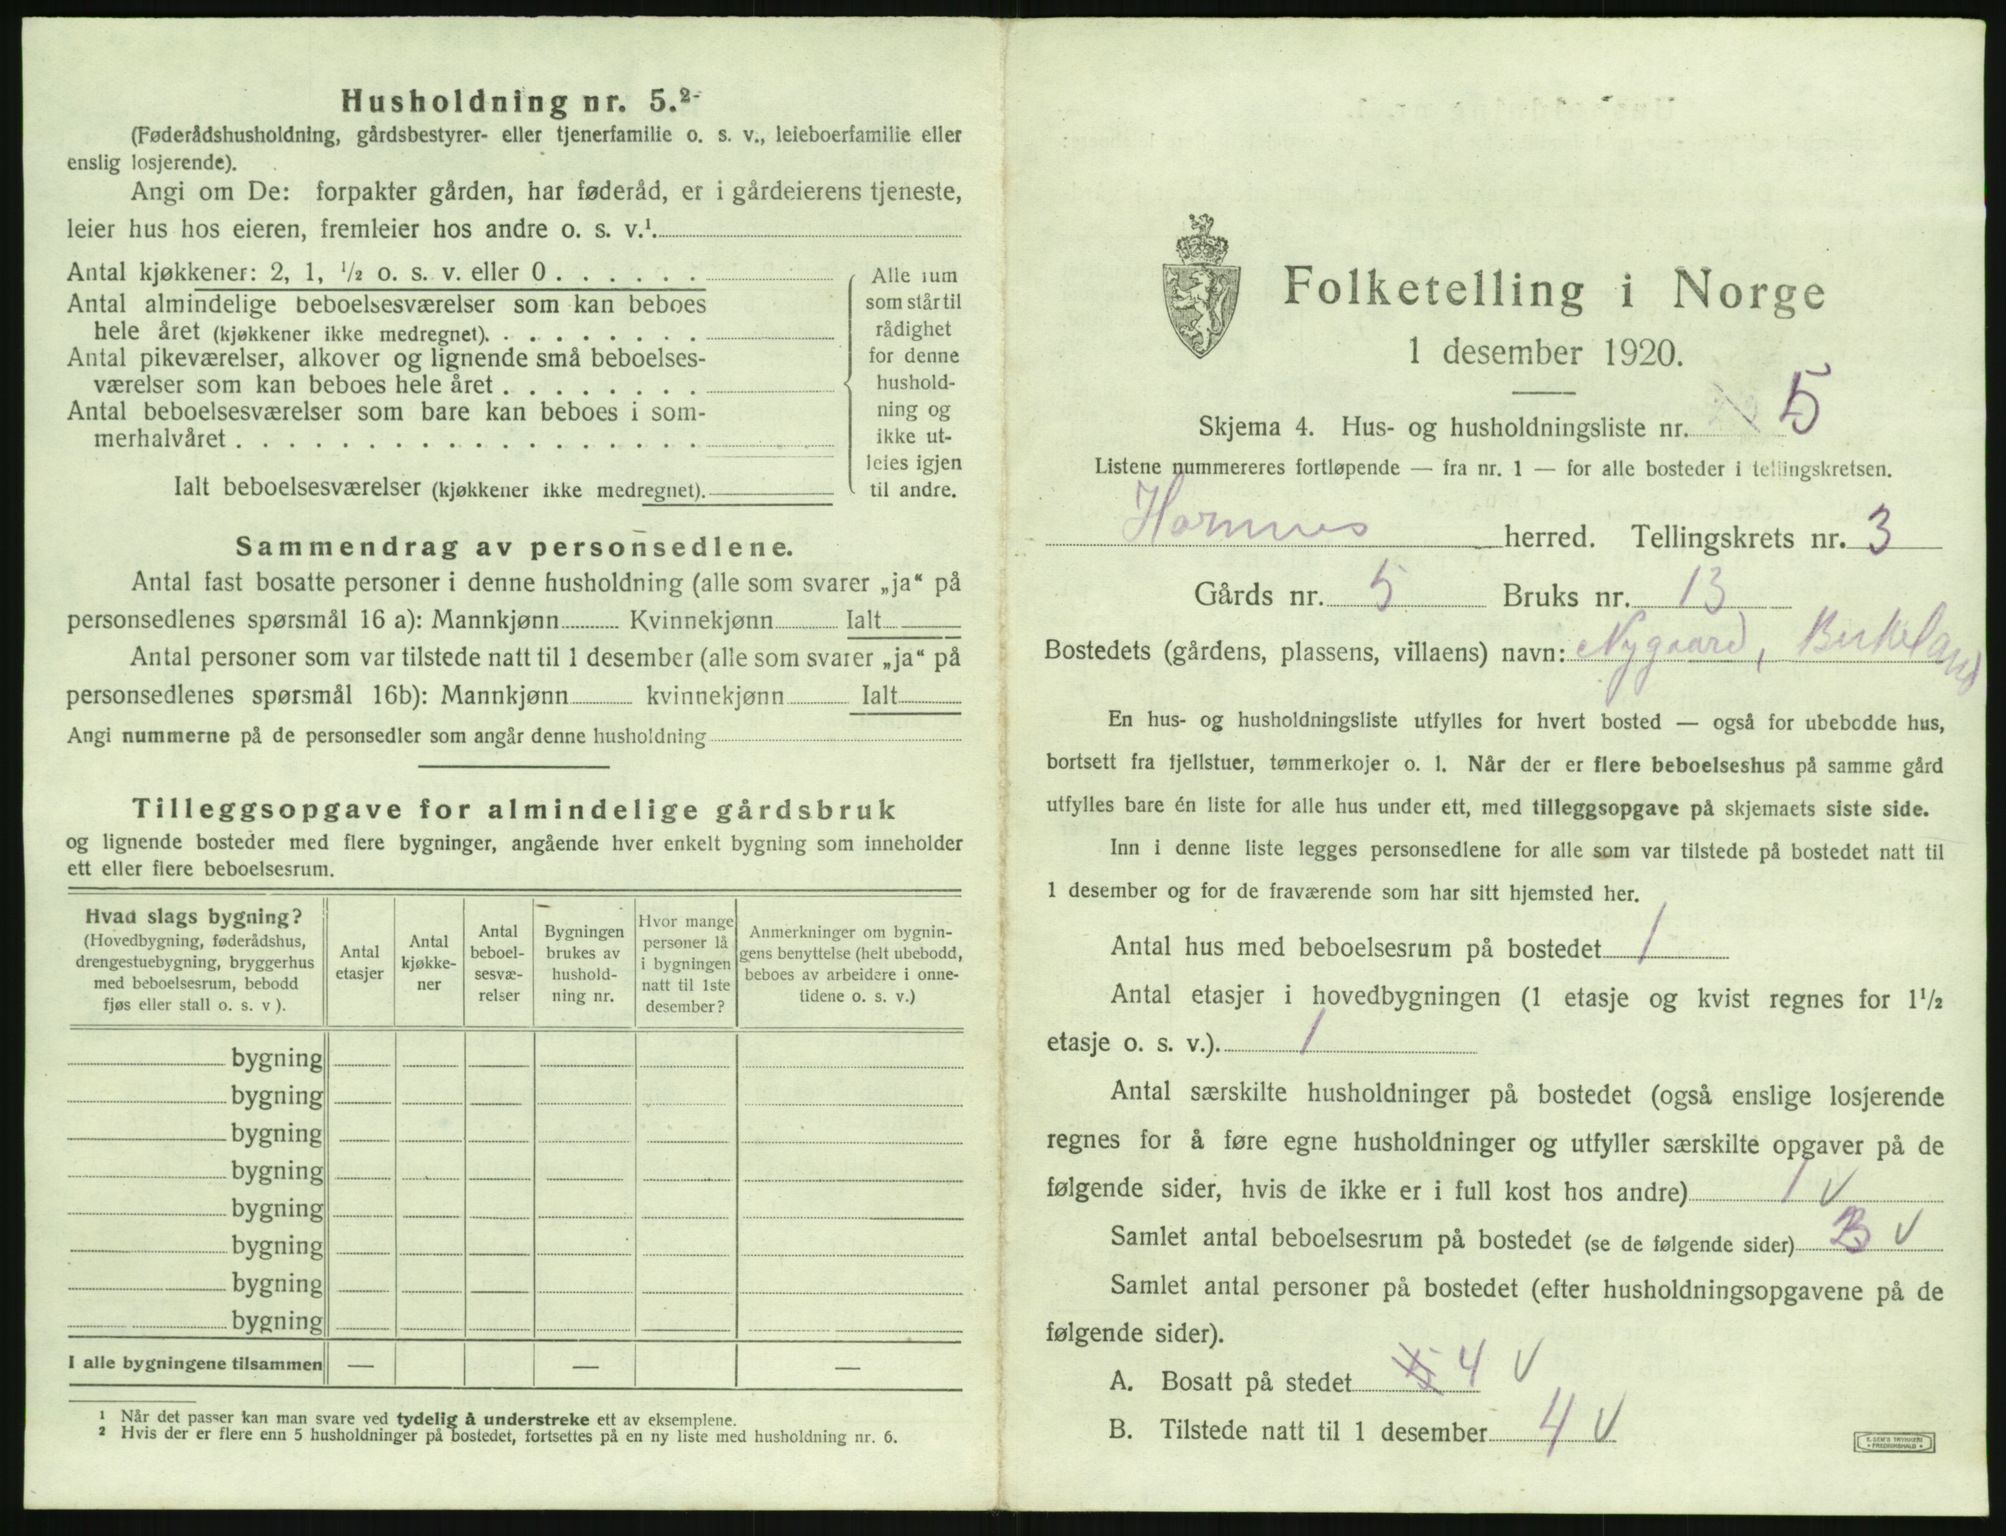 Husholdning nr. 5.²
(Føderådshusholdning, gårdsbestyrer- eller tjenerfamilie o. s. v., leieboerfamilie eller
enslig losjerende).
Angi om De: forpakter gården, har føderåd, er i gårdeierens tjeneste,
leier hus hos eieren, fremleier hos andre o. s. v.¹
Antal kjøkkener: 2, 1, ½ o. s. v. eller 0 . . . . . .
Antal almindelige beboelsesværelser som kan beboes
hele året (kjøkkener ikke medregnet). . . . . . . . .
Antal pikeværelser, alkover og lignende små beboelses-
værelser som kan beboes hele året . . . . . . . .
Antal beboelsesværelser som bare kan beboes i som-
merhalvåret . . . . . . . . . . . . . . . . . .
Ialt beboelsesværelser (kjøkkener ikke medregnet).
Alle rum
som står til
rådighet
for denne
hushold-
ning og
ikke ut-
leies igjen
til andre.
Sammendrag av personsedlene.
Antal fast bosatte personer i denne husholdning (alle som svarer „ja“ på
personsedlenes spørsmål 16 a): Mannkjønn Kvinnekjønn Ialt
Antal personer som var tilstede natt til 1 desember (alle som svarer „ja“ på
personsedlenes spørsmål 16b): Mannkjønn kvinnekjønn Ialt
Angi nummerne på de personsedler som angår denne husholdning
Tilleggsopgave for almindelige gårdsbruk
og lignende bosteder med flere bygninger, angående hver enkelt bygning som inneholder
ett eller flere beboelsesrum.
Hvad slags bygning?
(Hovedbygning, føderådshus,
drengestuebygning, bryggerhus
med beboelsesrum, bebodd
fjøs eller stall o. s. v ).
Antal
etasjer
Antal
kjøkke-
ner
Antal
beboel-
sesvæ-
relser
Bygningen
brukes av
hushold-
ning nr.
Hvor mange
personer lå
i bygningen
natt til 1ste
desember?
Anmerkninger om bygnin-
gens benyttelse (helt ubebodd,
beboes av arbeidere i onne-
tidene o. s. v.)
bygning
bygning
bygning
bygning
bygning
bygning
bygning
bygning
I alle bygningene tilsammen — — —
¹ Når det passer kan man svare ved tydelig å understreke ett av eksemplene.
² Hvis der er flere enn 5 husholdninger på bostedet, fortsettes på en ny liste med husholdning nr. 6.
Folketelling i Norge
1 desember 1920.
Skjema 4. Hus- og husholdningsliste nr. 5
Listene nummereres fortløpende — fra nr. 1 — for alle bosteder i tellingskretsen.
Hornnes herred. Tellingskrets nr. 3
Gårds nr. 5 Bruks nr. 13
Bostedets (gårdens, plassens, villaens) navn: Nygaard, Birkeland
En hus- og husholdningsliste utfylles for hvert bosted — også for ubebodde hus,
bortsett fra fjellstuer, tømmerkojer o. l. Når der er flere beboelseshus på samme gård
utfylles bare én liste for alle hus under ett, med tilleggsopgave på skjemaets siste side.
Inn i denne liste legges personsedlene for alle som var tilstede på bostedet natt til
1 desember og for de fraværende som har sitt hjemsted her.
Antal hus med beboelsesrum på bostedet 1
Antal etasjer i hovedbygningen (1 etasje og kvist regnes for 1½
etasje o. s. v.). 1
Antal særskilte husholdninger på bostedet (også enslige losjerende
regnes for å føre egne husholdninger og utfyller særskilte opgaver på de
følgende sider, hvis de ikke er i full kost hos andre) 1 v
Samlet antal beboelsesrum på bostedet (se de følgende sider) v
Samlet antal personer på bostedet (efter husholdningsopgavene på de
følgende sider).
A. Bosatt på stedet 4 v
B. Tilstede natt til 1 desember 4 v